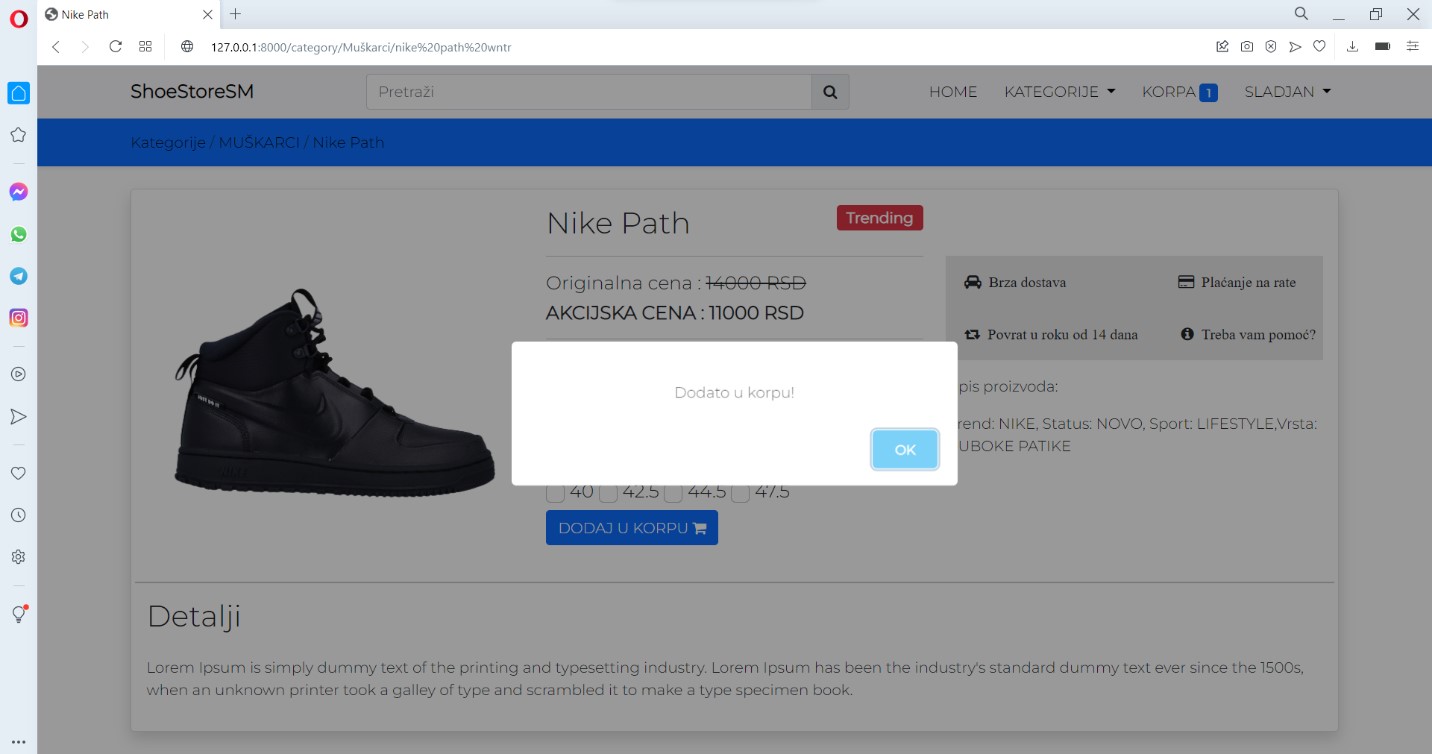 Nike Path
127.0.0.1:8000/category/Muškarci/nike%20path%20wntr
ShoeStoreSM
Pretraži
HOME KATEGORIJE KORPA 1 SLADJAN
Kategorije / MUŠKARCI / Nike Path
Nike Path
Trending
Originalna cena : 14000 RSD
AKCIJSKA CENA : 11000 RSD
Brza dostava Plaćanje na rate
Povrat u roku od 14 dana Treba vam pomoć?
pis proizvoda:
rend: NIKE, Status: NOVO, Sport: LIFESTYLE,Vrsta:
UBOKE PATIKE
Dodato u korpu!
OK
40 42.5 44.5 47.5
DODAJ U KORPU
Detalji
Lorem Ipsum is simply dummy text of the printing and typesetting industry. Lorem Ipsum has been the industry's standard dummy text ever since the 1500s,
when an unknown printer took a galley of type and scrambled it to make a type specimen book.